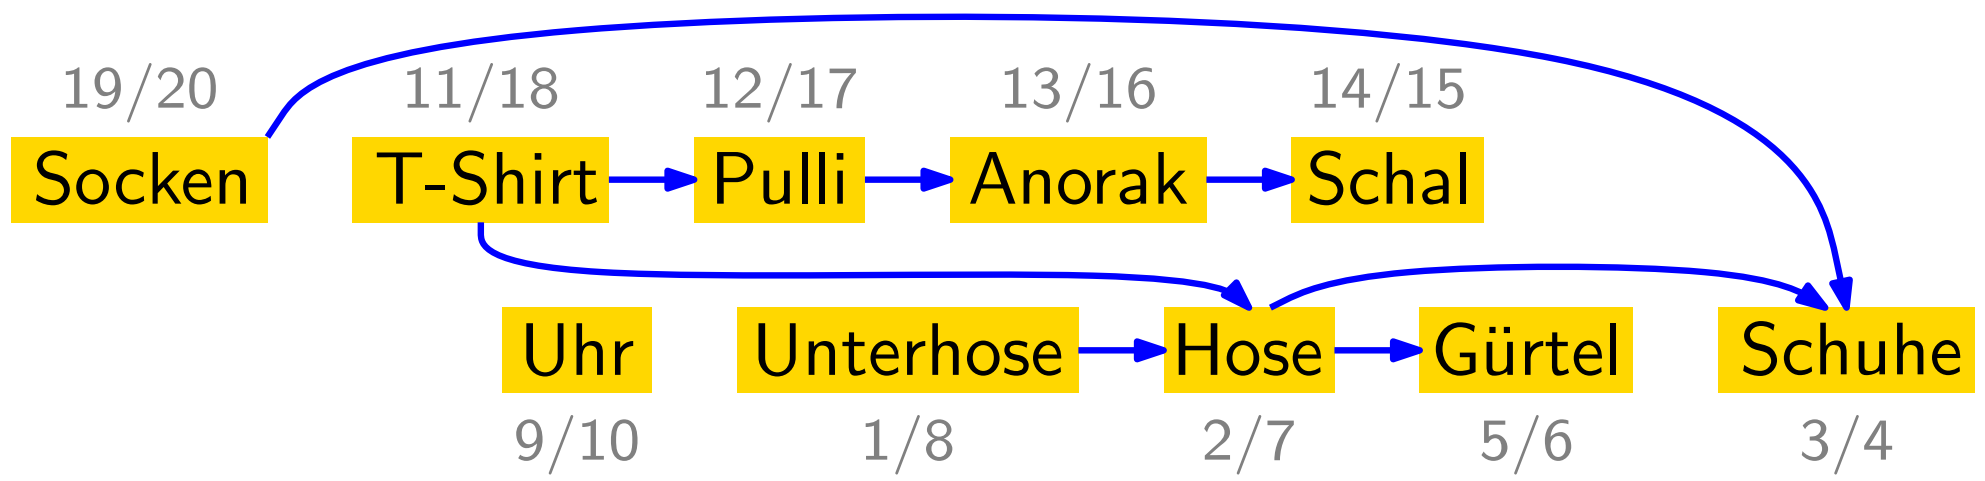 19/20 11/18 12/17 13/16 14/15
Socken T-Shirt Pulli Anorak Schal
Uhr Unterhose Hose Gürtel Schuhe
9/10 1/8 2/7 5/6 3/4